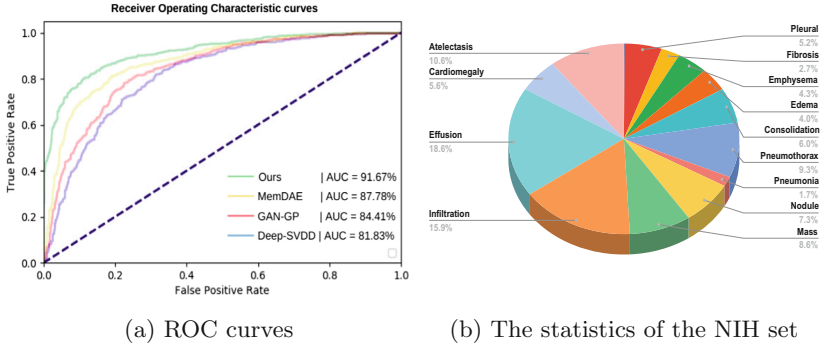 Receiver Operating Characteristic curves
True Positive Rate
1.0
0.8
0.6
0.4
0.2
0.0
Ours | AUC = 91.67%
MemDAE | AUC = 87.78%
GAN-GP | AUC = 84.41%
Deep-SVDD | AUC = 81.83%
0.0 0.2 0.4 0.6 0.8 1.0
False Positive Rate
(a) ROC curves
Atelectasis
10.6%
Cardiomegaly
5.6%
Effusion
18.6%
Infiltration
15.9%
Pleural
5.2%
Fibrosis
2.7%
Emphysema
4.3%
Edema
4.0%
Consolidation
6.0%
Pneumothorax
9.3%
Pneumonia
1.7%
Nodule
7.3%
Mass
8.6%
(b) The statistics of the NIH set